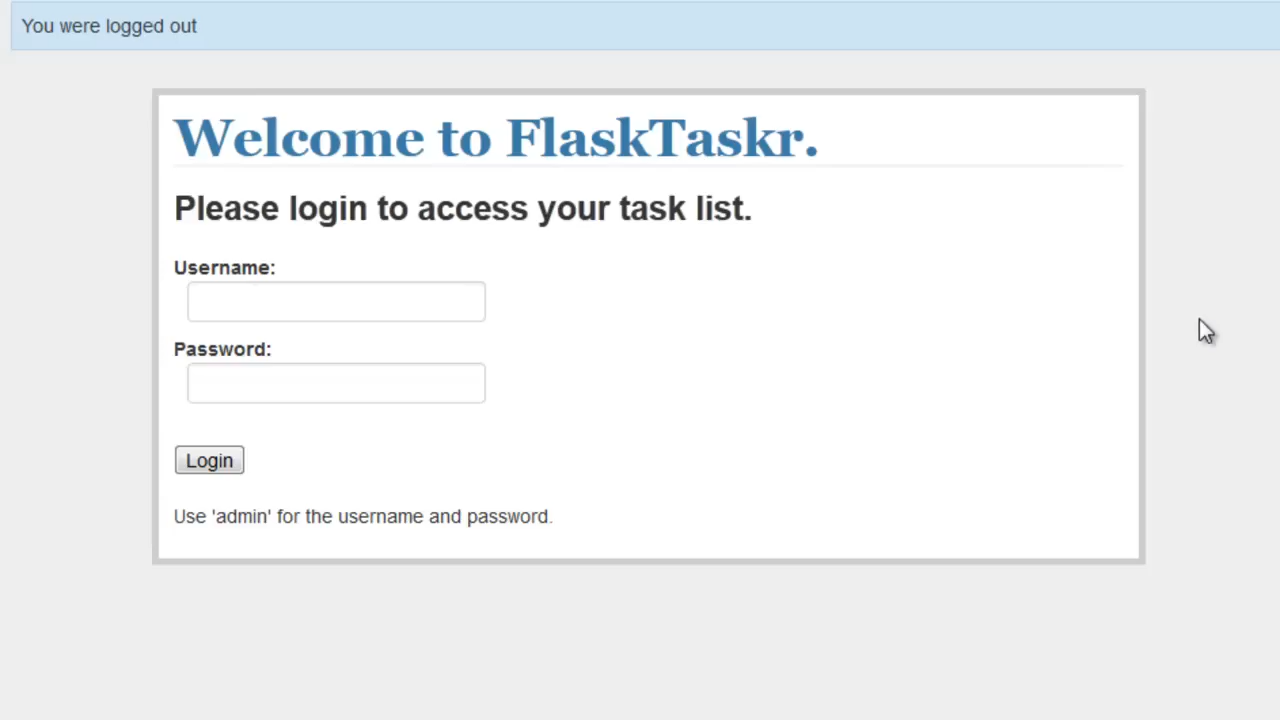 You were logged out
Welcome to FlaskTaskr.
Please login to access your task list.
Username:
Password:
Login
Use 'admin' for the username and password.